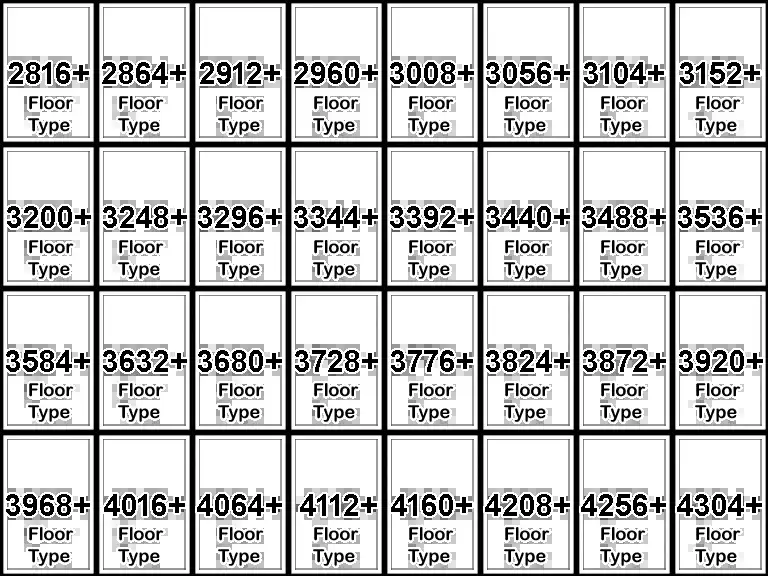 2816+ 2864+ 2912+ 2960+ 3008+ 3056+ 3104+ 3152+
Floor Floor Floor Floor Floor Floor Floor Floor
Type Type Type Type Type Type Type Type
3200+ 3248+ 3296+ 3344+ 3392+ 3440+ 3488+ 3536+
Floor Floor Floor Floor Floor Floor Floor Floor
Type Type Type Type Type Type Type Type
3584+ 3632+ 3680+ 3728+ 3776+ 3824+ 3872+ 3920+
Floor Floor Floor Floor Floor Floor Floor Floor
Type Type Type Type Type Type Type Type
3968+ 4016+ 4064+ 4112+ 4160+ 4208+ 4256+ 4304+
Floor Floor Floor Floor Floor Floor Floor Floor
Type Type Type Type Type Type Type Type